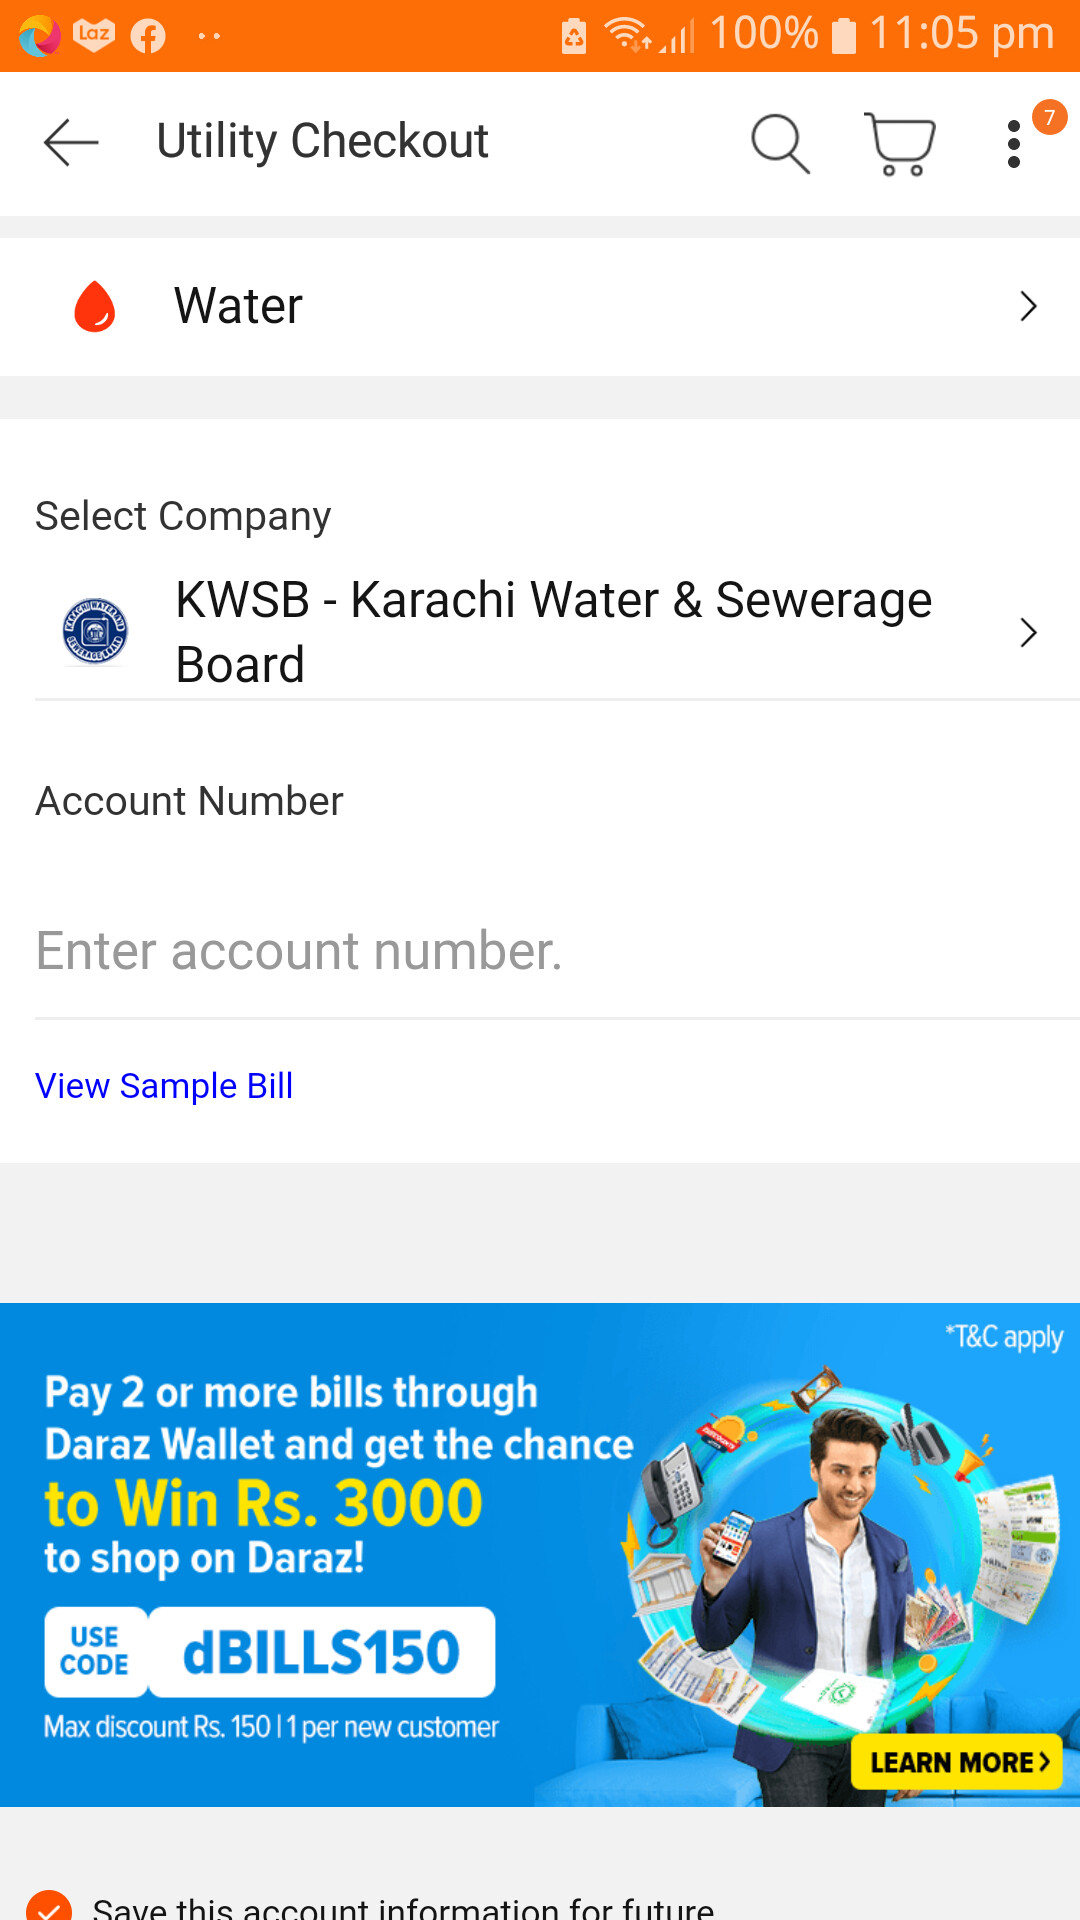 Laz
100% 11:05 pm
Utility Checkout
7
Water
Select Company
KWSB - Karachi Water & Sewerage
Board
Account Number
Enter account number.
View Sample Bill
*T&C apply
Pay 2 or more bills through
Daraz Wallet and get the chance
to Win Rs. 3000
to shop on Daraz!
USE
CODE
dBILLS150
Max discount Rs. 150 | 1 per new customer
LEARN MORE
Save this account information for future